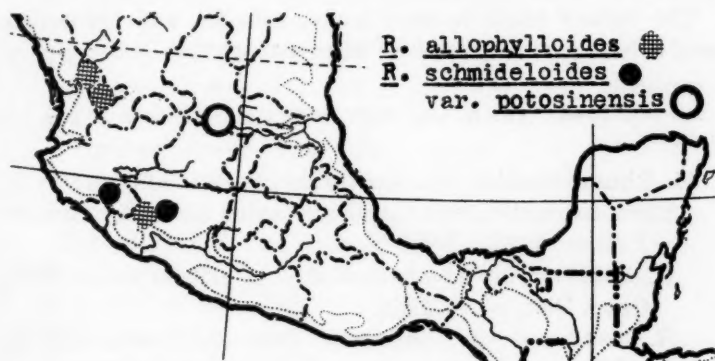 R. allophylloides
R. schmideloides
var. potosinensis